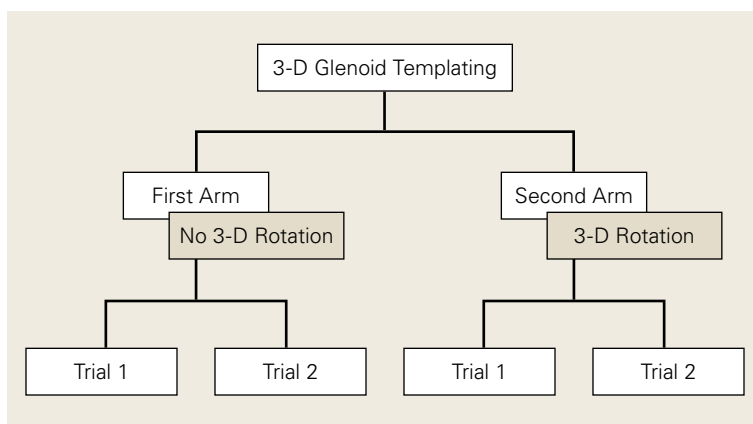 3-D Glenoid Templating
First Arm
No 3-D Rotation
Second Arm
3-D Rotation
Trial 1
Trial 2
Trial 1
Trial 2